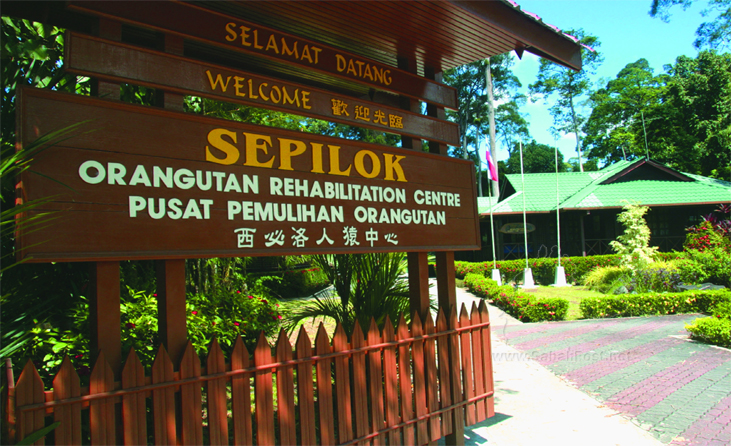 SELAMAT DATANG
WELCOME 歡迎光臨
SEPILOK
ORANGUTAN REHABILITATION CENTRE
PUSAT PEMULIHAN ORANGUTAN
西必洛人猿中心
www.sabahpost.net